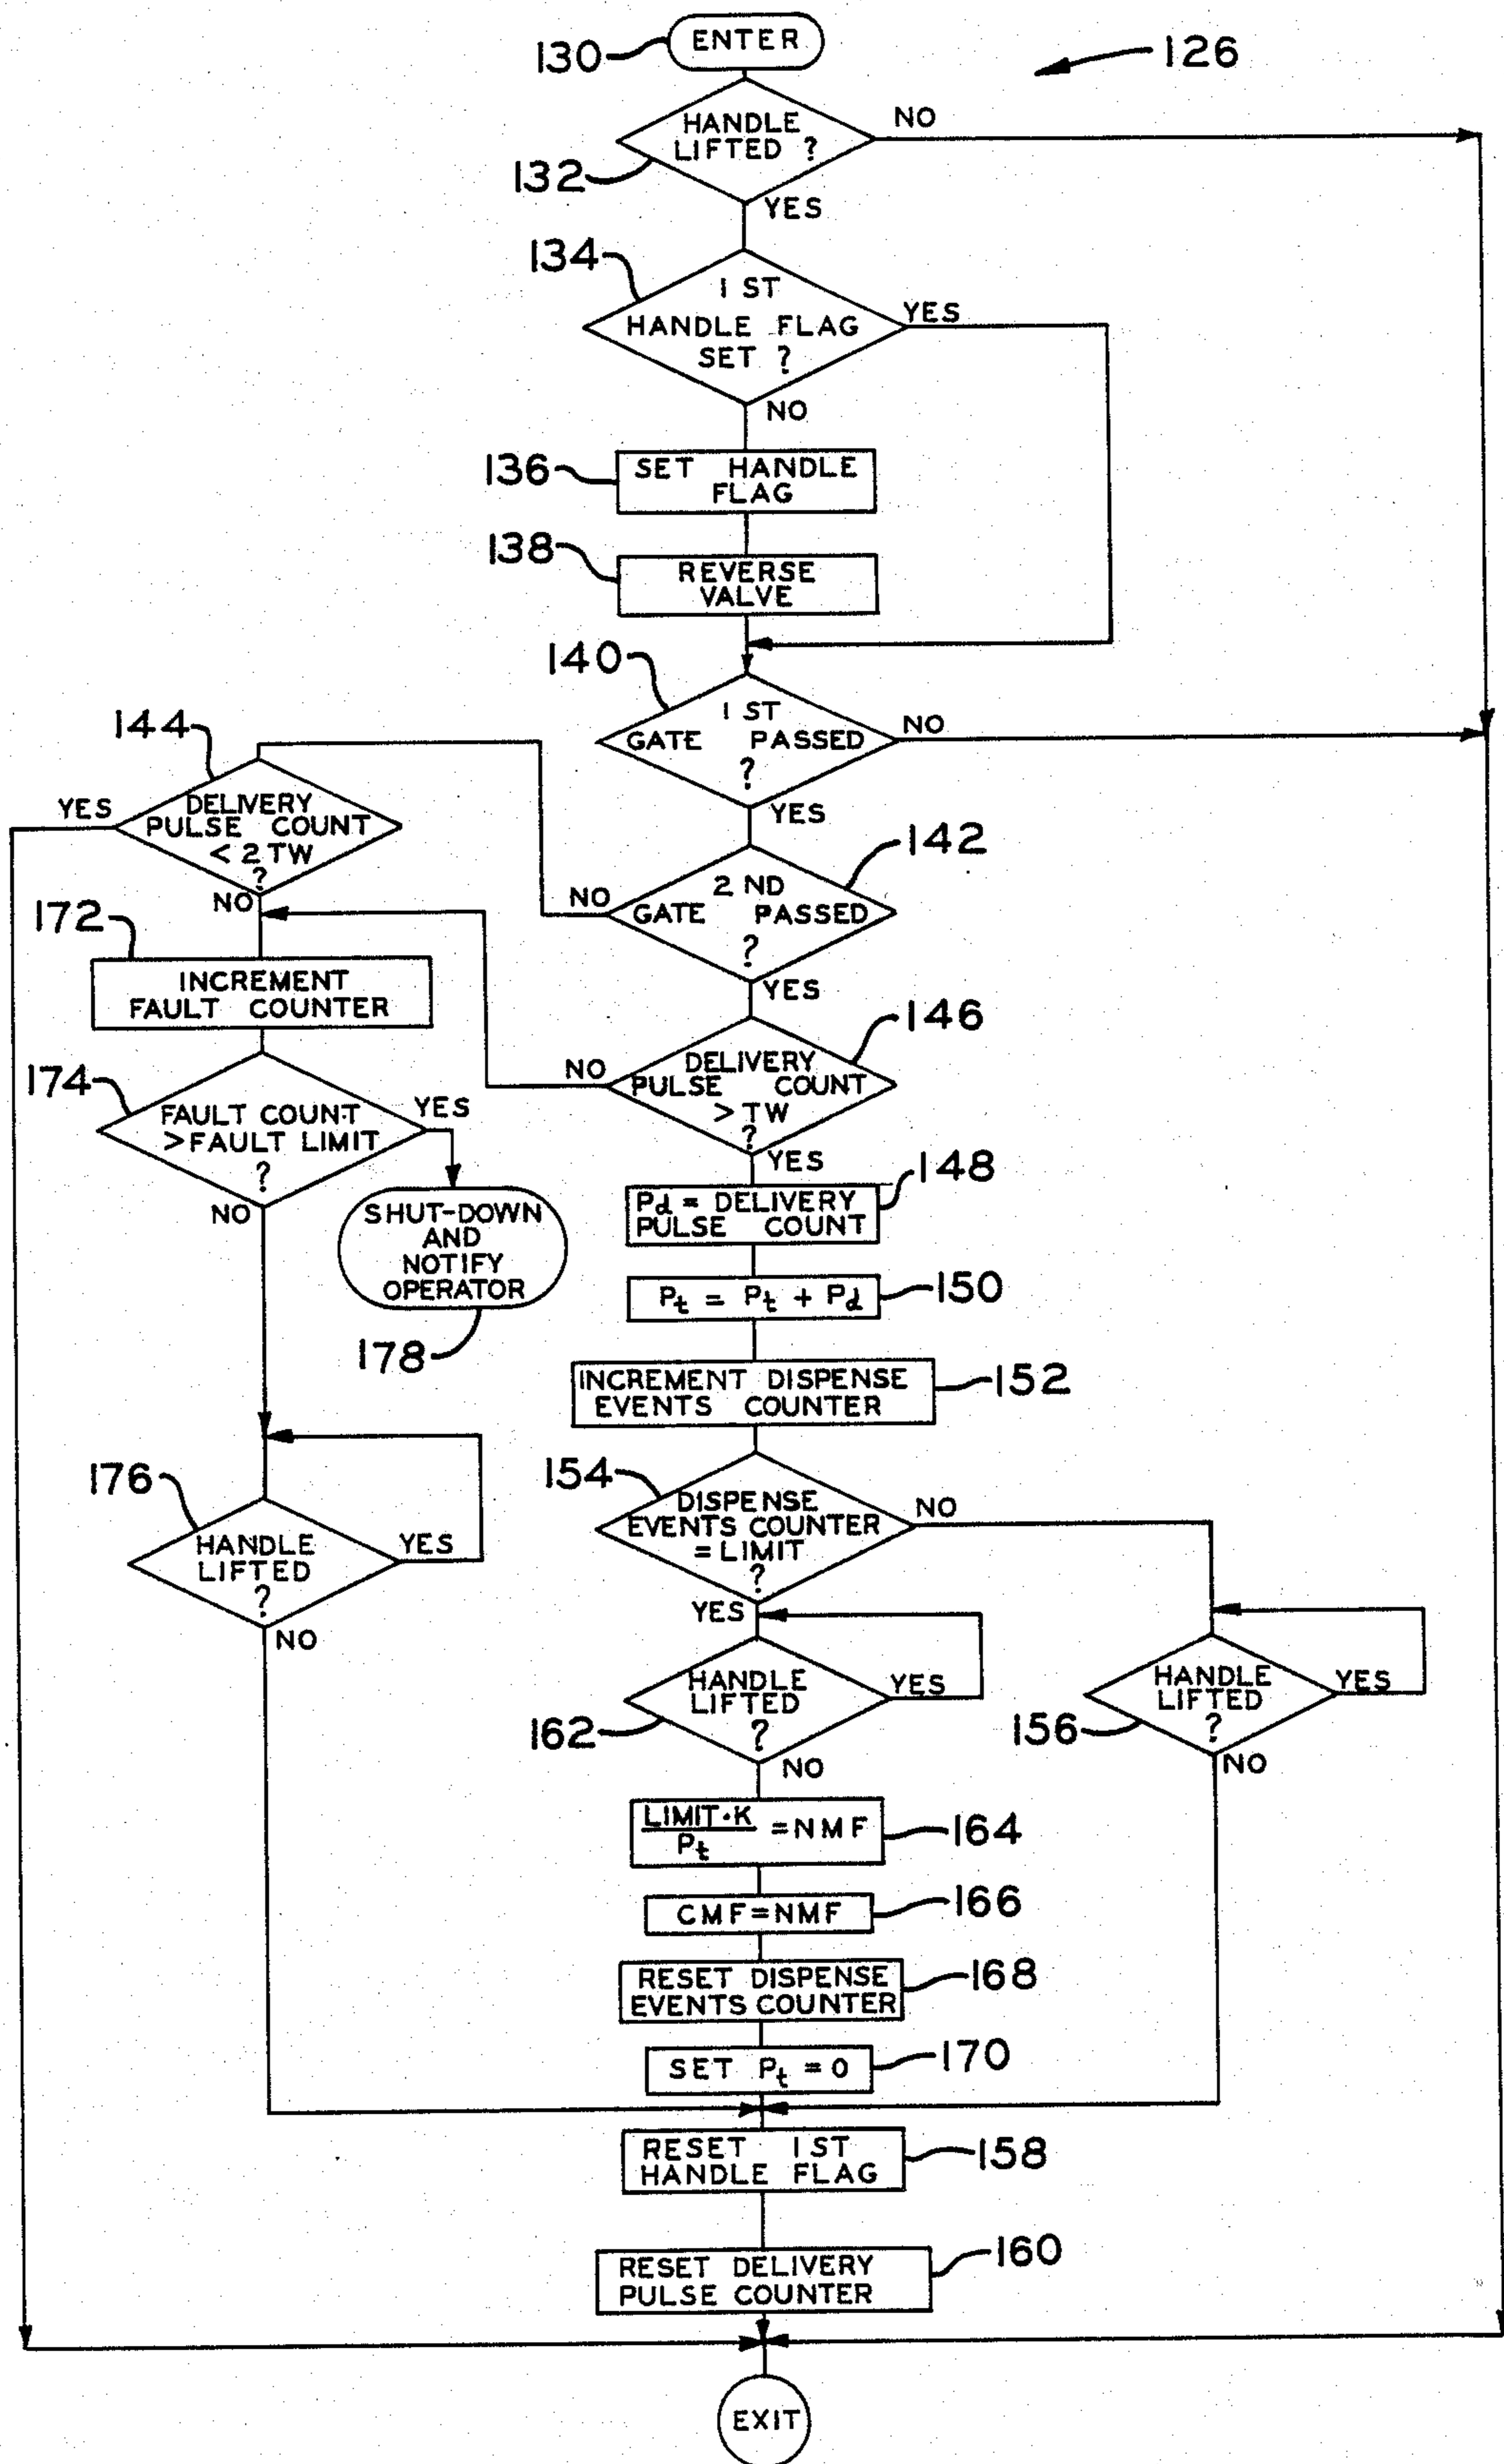 ENTER
130
126
HANDLE
LIFTED ?
NO
132
YES
134
1 ST
HANDLE FLAG
SET ?
YES
NO
136
SET HANDLE
FLAG
138
REVERSE
VALVE
140
1 ST
GATE PASSED
?
NO
YES
144
DELIVERY
PULSE COUNT
< 2 TW
?
YES
NO
142
2 ND
GATE PASSED
?
NO
YES
172
INCREMENT
FAULT COUNTER
146
DELIVERY
PULSE COUNT
> TW
?
NO
YES
174
FAULT COUNT
>FAULT LIMIT
?
YES
NO
SHUT-DOWN
AND
NOTIFY
OPERATOR
178
148
Pd = DELIVERY
PULSE COUNT
150
Pt = Pt + Pd
INCREMENT DISPENSE
EVENTS COUNTER
152
154
DISPENSE
EVENTS COUNTER
= LIMIT
?
NO
YES
176
HANDLE
LIFTED
?
YES
NO
HANDLE
LIFTED
?
YES
162
NO
HANDLE
LIFTED
?
YES
156
NO
LIMIT·K
Pt
=NMF
164
CMF=NMF
166
RESET DISPENSE
EVENTS COUNTER
168
SET Pt = 0
170
RESET 1ST
HANDLE FLAG
158
RESET DELIVERY
PULSE COUNTER
160
EXIT